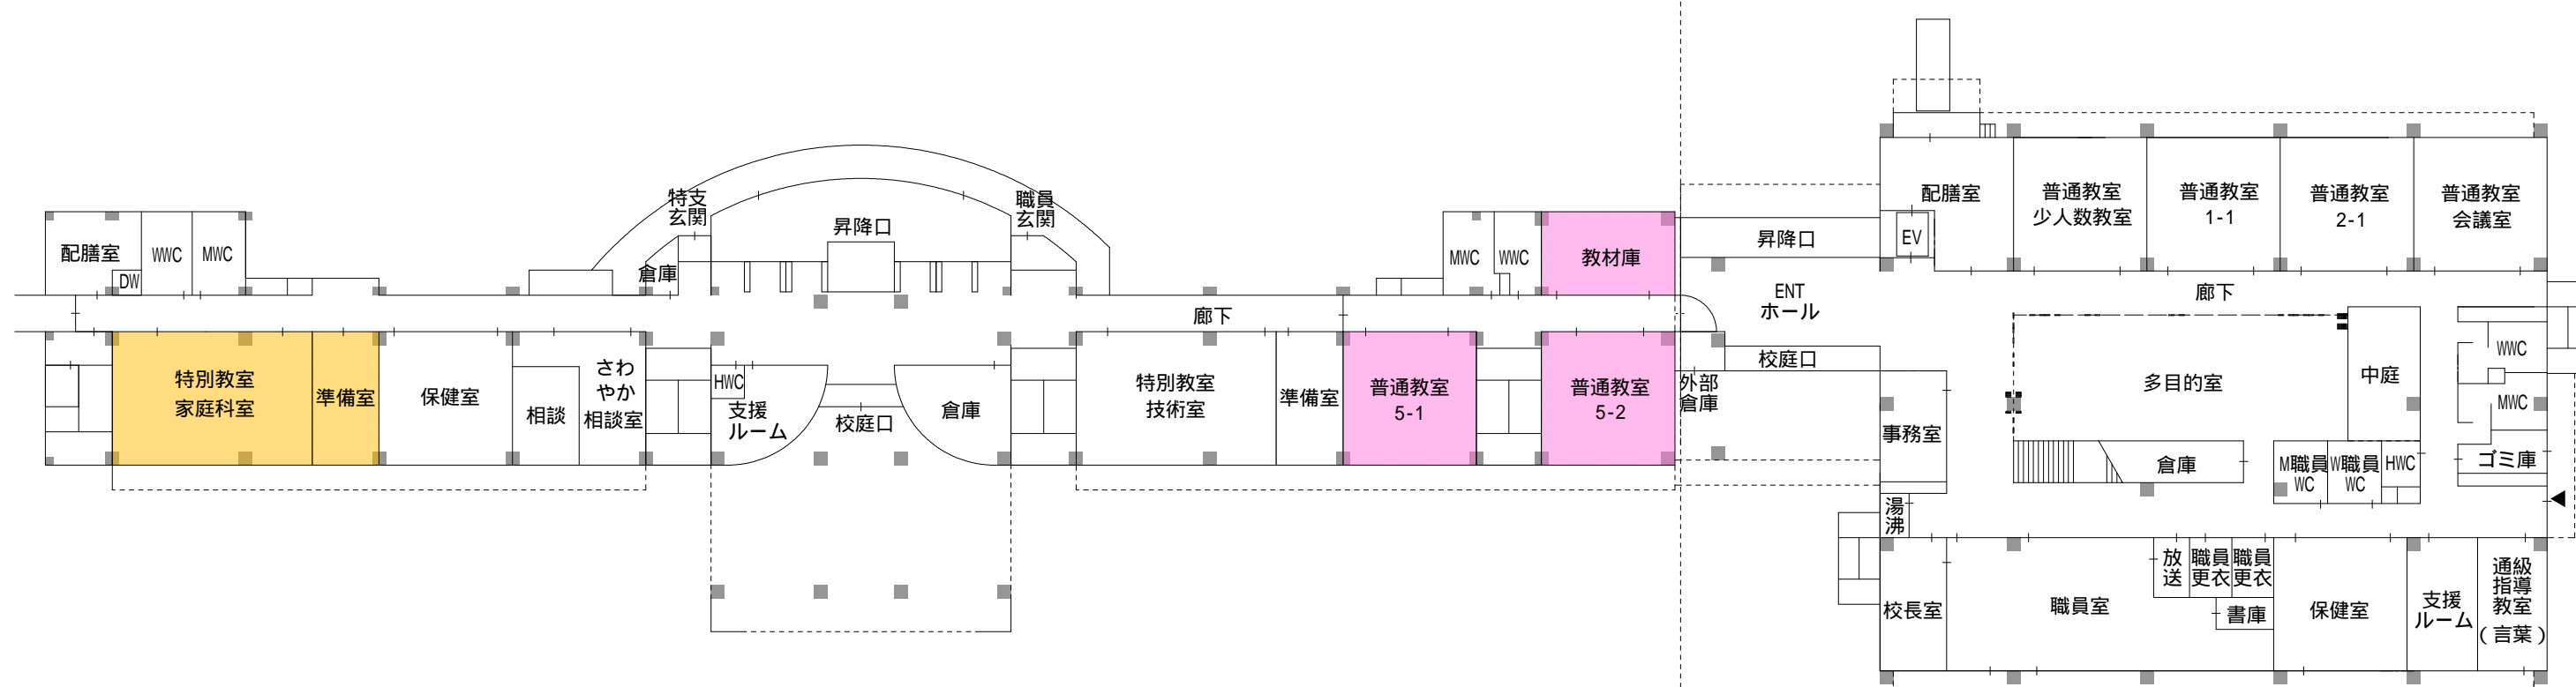 配膳室
DW
WWC
MWC
特別教室
家庭科室
準備室
保健室
相談
さわ
やか
相談室
特支
玄関
倉庫
昇降口
職員
玄関
HWC
支援
ルーム
校庭口
倉庫
廊下
特別教室
技術室
準備室
普通教室
5-1
普通教室
5-2
MWC
WWC
教材庫
昇降口
ENT
ホール
校庭口
外部
倉庫
配膳室
EV
普通教室
少人数教室
普通教室
1-1
普通教室
2-1
普通教室
会議室
廊下
多目的室
中庭
WWC
MWC
ゴミ庫
事務室
倉庫
M職員
WC
W職員
WC
HWC
湯
沸
校長室
職員室
放
送
職員
更衣
職員
更衣
書庫
保健室
支援
ルーム
通級
指導
教室
(言葉)